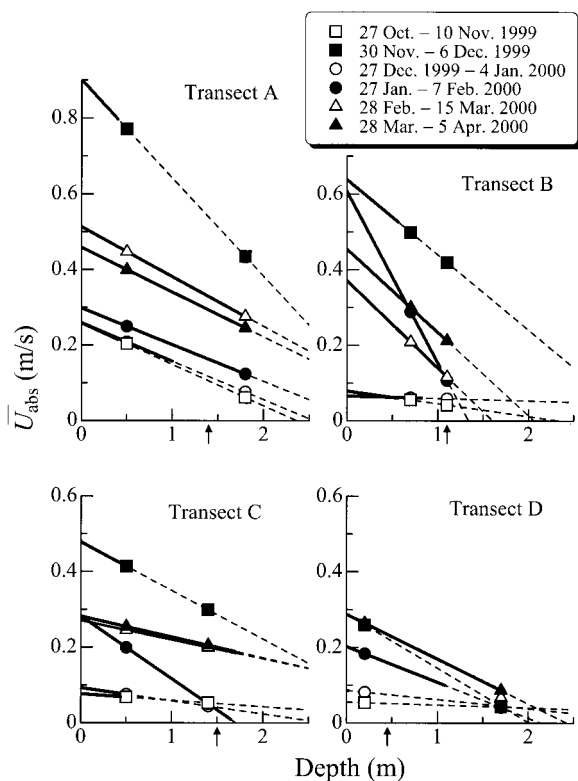 27 Oct. – 10 Nov. 1999
30 Nov. – 6 Dec. 1999
27 Dec. 1999 – 4 Jan. 2000
27 Jan. – 7 Feb. 2000
28 Feb. – 15 Mar. 2000
28 Mar. – 5 Apr. 2000
Transect A
0.8
0.6
0.4
0.2
0
0 1 2
Transect B
0.6
0.4
0.2
0
0 1 2
U̅abs (m/s)
Transect C
0.6
0.4
0.2
0
0 1 2
Transect D
0.6
0.4
0.2
0
0 1 2
Depth (m)